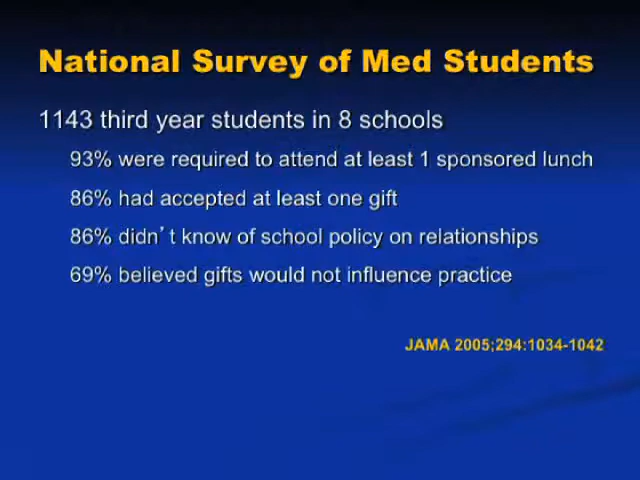 National Survey of Med Students
1143 third year students in 8 schools
93% were required to attend at least 1 sponsored lunch
86% had accepted at least one gift
86% didn’t know of school policy on relationships
69% believed gifts would not influence practice
JAMA 2005;294:1034-1042